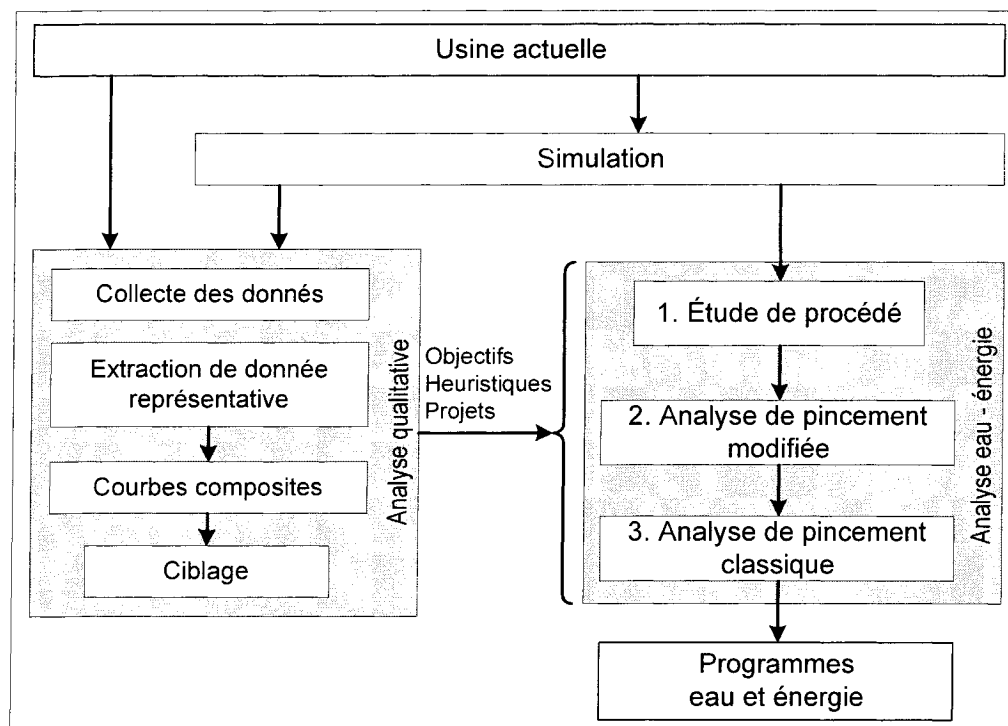 Usine actuelle
Simulation
Collecte des donnés
Extraction de donnée
représentative
Courbes composites
Ciblage
Analyse qualitative
Objectifs
Heuristiques
Projets
1. Étude de procédé
2. Analyse de pincement
modifiée
3. Analyse de pincement
classique
Analyse eau - énergie
Programmes
eau et énergie